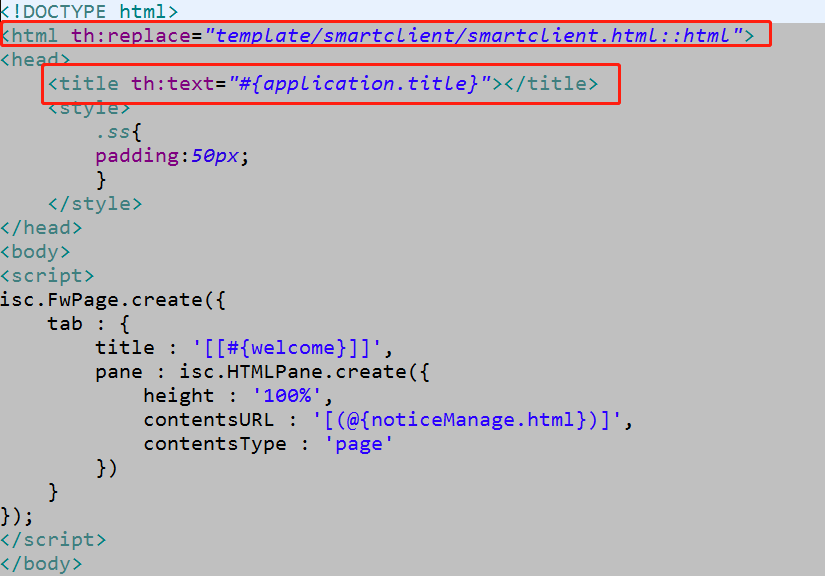 <!DOCTYPE html>
<html th:replace="template/smartclient/smartclient.html::html">
<head>
<title th:text="#{application.title}"></title>
<style>
.ss{
padding:50px;
}
</style>
</head>
<body>
<script>
isc.FwPage.create({
tab : {
title : '[[#{welcome}]]',
pane : isc.HTMLPane.create({
height : '100%',
contentsURL : '[(@{noticeManage.html})]',
contentsType : 'page'
})
}
});
</script>
</body>